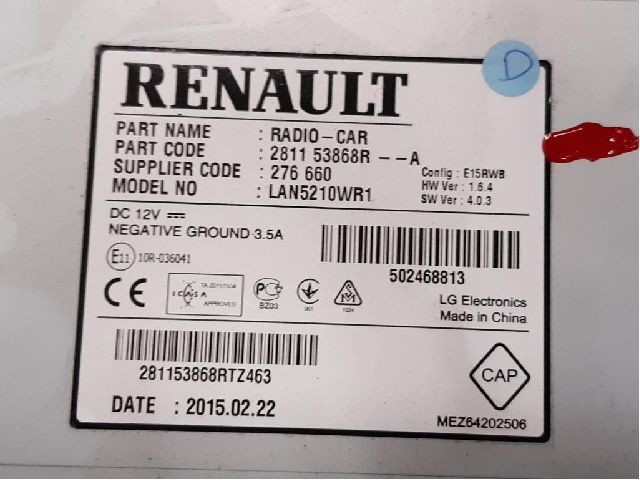 RENAULT
D
PART NAME : RADIO-CAR
PART CODE : 2811 53868R --A
SUPPLIER CODE : 276 660
MODEL NO : LAN5210WR1
Config : E15RWB
HW Ver : 1.6.4
SW Ver : 4.0.3
DC 12V
NEGATIVE GROUND 3.5A
E11 10R-036041
502468813
CE
ICASA
APPROVED
BZ03
LG Electronics
Made in China
281153868RTZ463
CAP
DATE : 2015.02.22
MEZ64202506